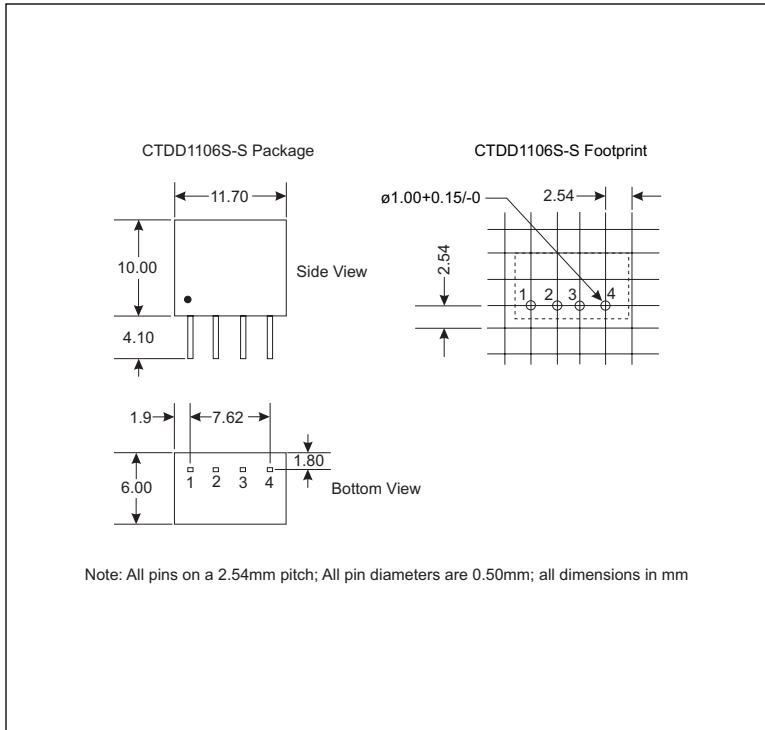 CTDD1106S-S Package
11.70
10.00
Side View
4.10
1.9
7.62
1.80
6.00
1 2 3 4
Bottom View
CTDD1106S-S Footprint
ø1.00+0.15/-0
2.54
2.54
1 2 3 4
Note: All pins on a 2.54mm pitch; All pin diameters are 0.50mm; all dimensions in mm